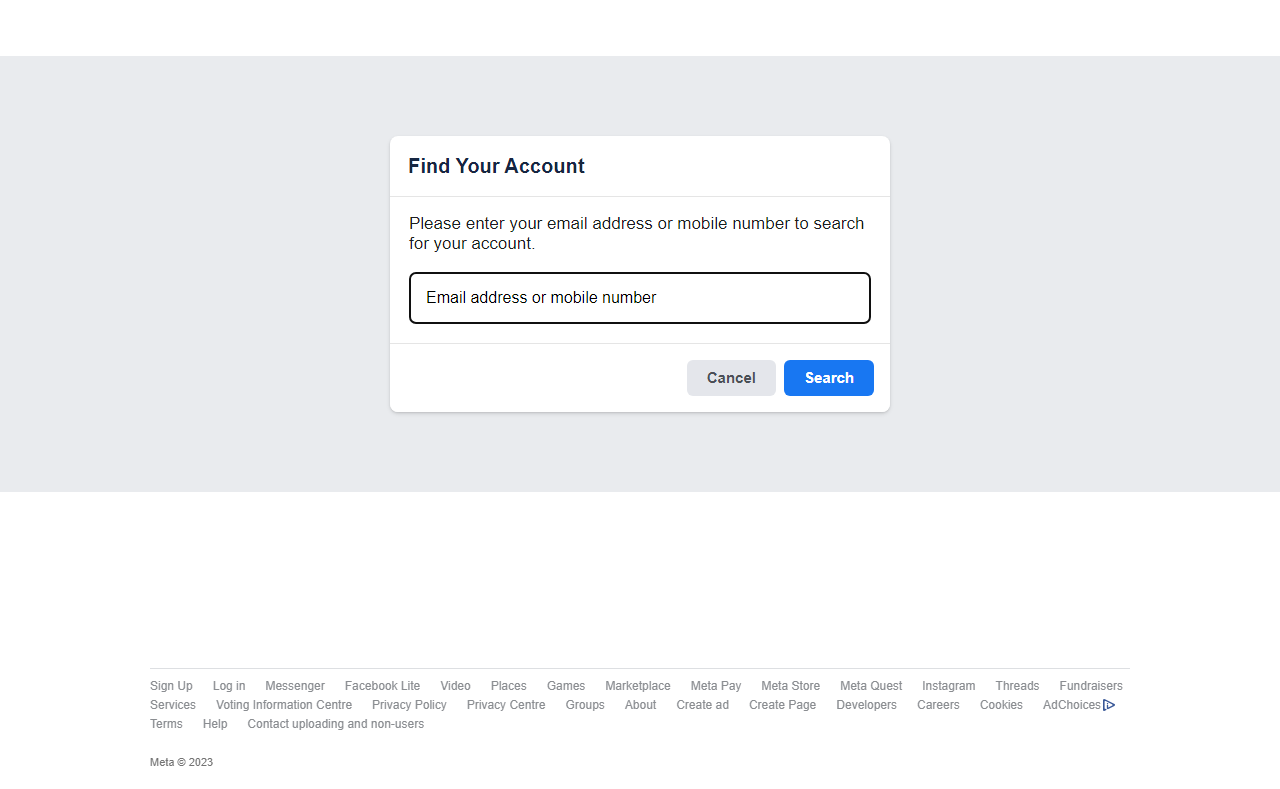 Find Your Account
Please enter your email address or mobile number to search
for your account.
Email address or mobile number
Cancel Search
Sign Up Log in Messenger Facebook Lite Video Places Games Marketplace Meta Pay Meta Store Meta Quest Instagram Threads Fundraisers
Services Voting Information Centre Privacy Policy Privacy Centre Groups About Create ad Create Page Developers Careers Cookies AdChoices
Terms Help Contact uploading and non-users
Meta © 2023